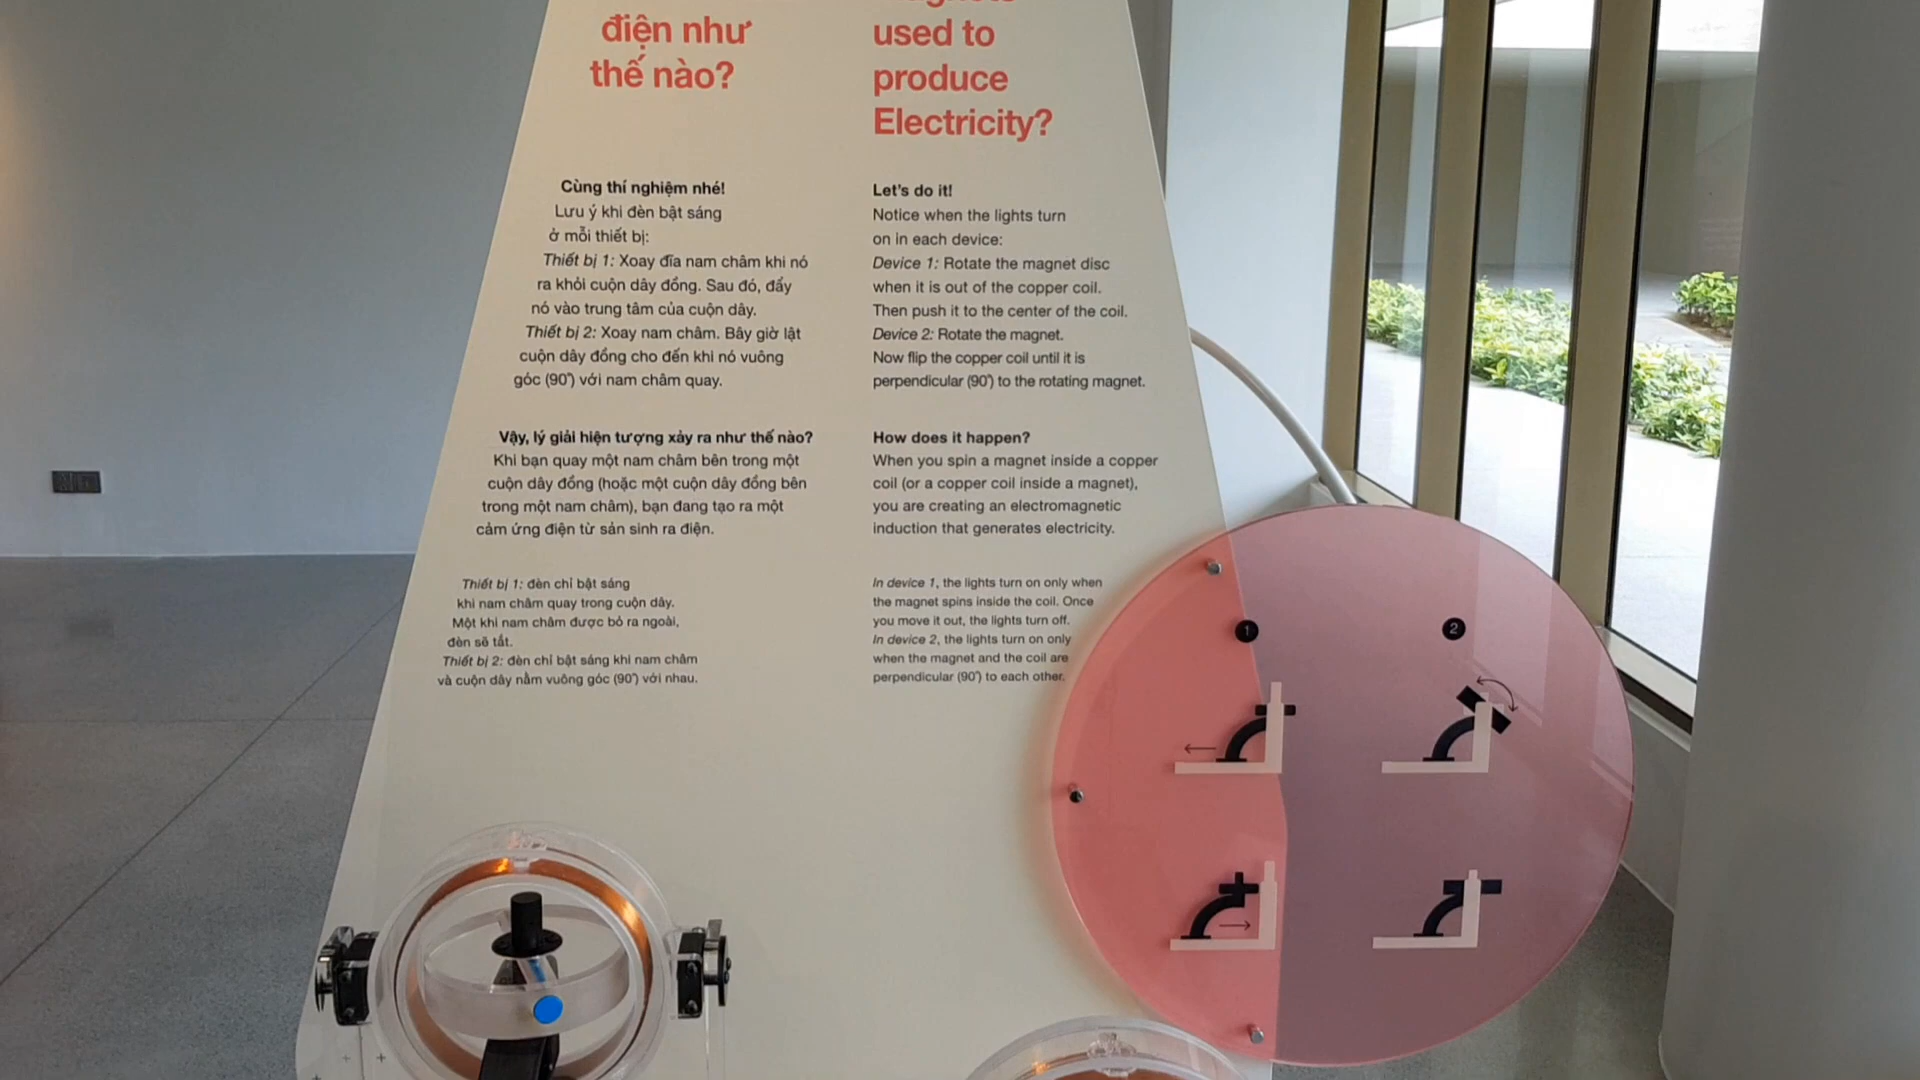 điện như
thế nào?
Cùng thí nghiệm nhé!
Lưu ý khi đèn bật sáng
ở mỗi thiết bị:
Thiết bị 1: Xoay đĩa nam châm khi nó
ra khỏi cuộn dây đồng. Sau đó, đẩy
nó vào trung tâm của cuộn dây.
Thiết bị 2: Xoay nam châm. Bây giờ lật
cuộn dây đồng cho đến khi nó vuông
góc (90°) với nam châm quay.
Vậy, lý giải hiện tượng xảy ra như thế nào?
Khi bạn quay một nam châm bên trong một
cuộn dây đồng (hoặc một cuộn dây đồng bên
trong một nam châm), bạn đang tạo ra một
cảm ứng điện từ sản sinh ra điện.
Thiết bị 1: đèn chỉ bật sáng
khi nam châm quay trong cuộn dây.
Một khi nam châm được bỏ ra ngoài,
đèn sẽ tắt.
Thiết bị 2: đèn chỉ bật sáng khi nam châm
và cuộn dây nằm vuông góc (90°) với nhau.
used to
produce
Electricity?
Let's do it!
Notice when the lights turn
on in each device:
Device 1: Rotate the magnet disc
when it is out of the copper coil.
Then push it to the center of the coil.
Device 2: Rotate the magnet.
Now flip the copper coil until it is
perpendicular (90°) to the rotating magnet.
How does it happen?
When you spin a magnet inside a copper
coil (or a copper coil inside a magnet),
you are creating an electromagnetic
induction that generates electricity.
In device 1, the lights turn on only when
the magnet spins inside the coil. Once
you move it out, the lights turn off.
In device 2, the lights turn on only
when the magnet and the coil are
perpendicular (90°) to each other.
1
2